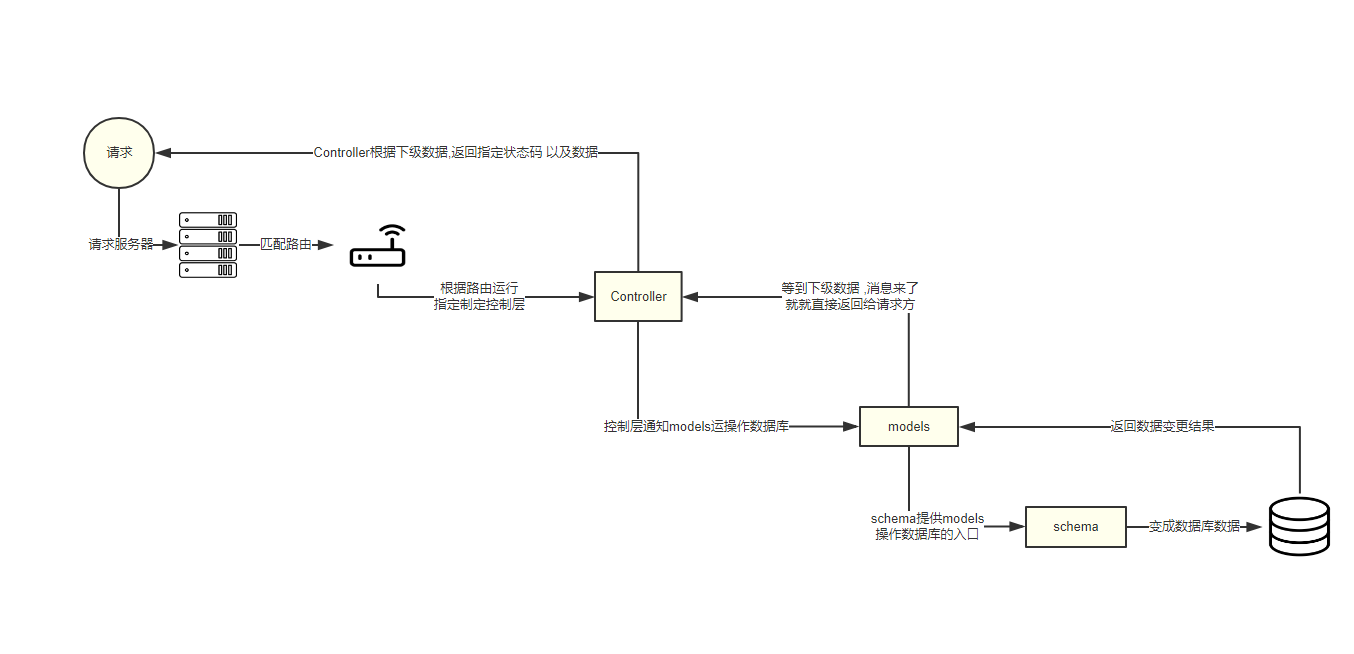 请求
Controller根据下级数据,返回指定状态码 以及数据
请求服务器
匹配路由
根据路由运行
指定制定控制层
Controller
等到下级数据 ,消息来了
就就直接返回给请求方
控制层通知models运操作数据库
models
返回数据变更结果
schema提供models
操作数据库的入口
schema
变成数据库数据